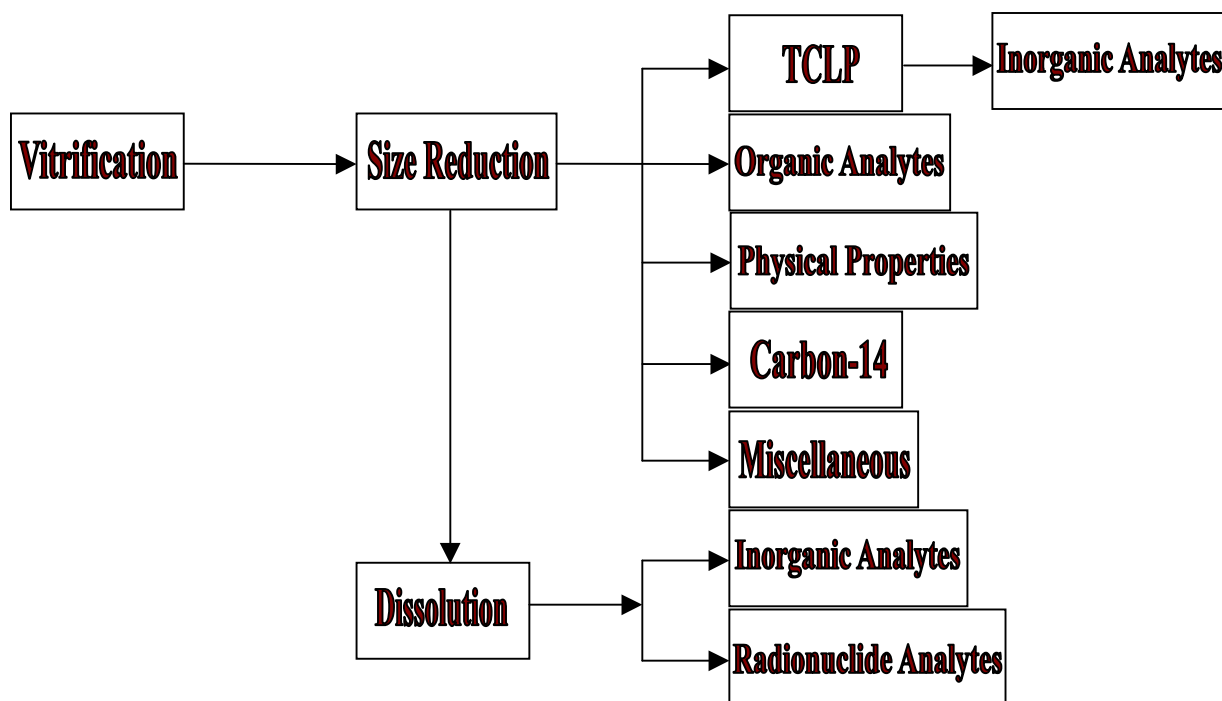 TCLP
Inorganic Analytes
Vitrification
Size Reduction
Organic Analytes
Physical Properties
Carbon-14
Miscellaneous
Inorganic Analytes
Dissolution
Radionuclide Analytes